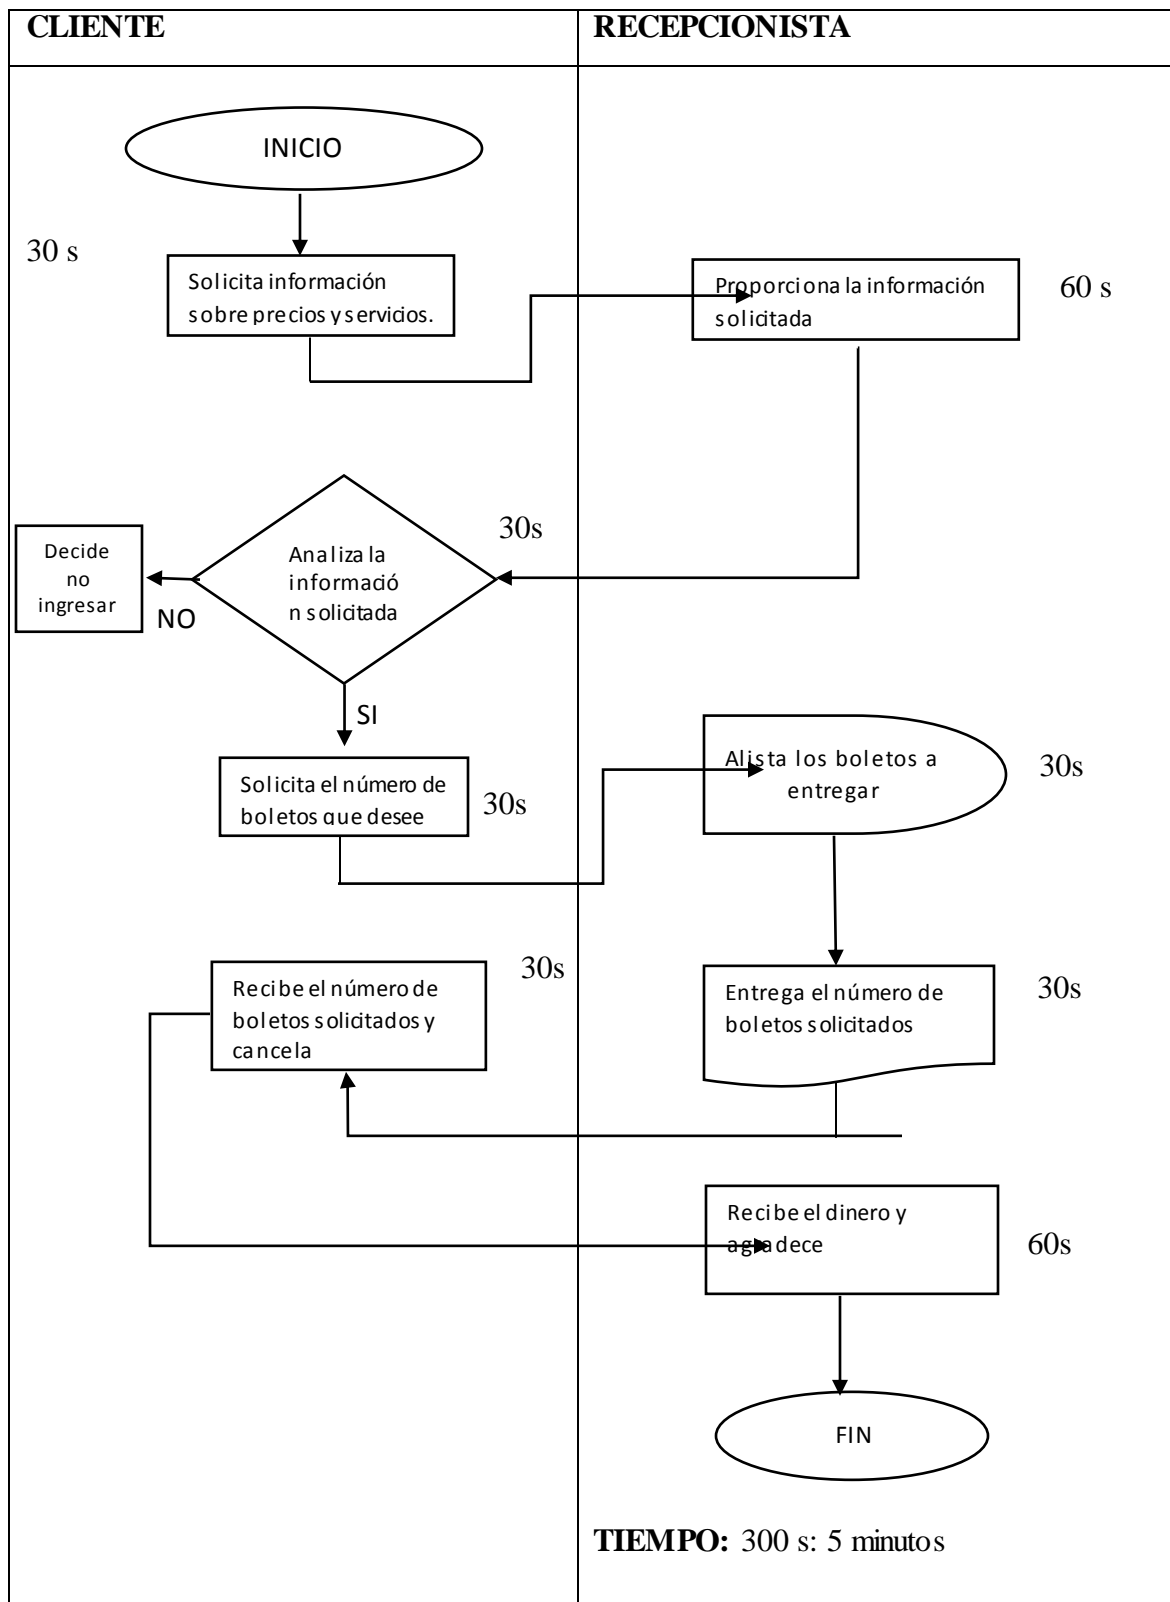 CLIENTE
RECEPCIONISTA
INICIO
30 s
Solicita información
sobre precios y servicios.
Proporciona la información
solicitada
60 s
Analiza la
informació
n solicitada
30s
Decide
no
ingresar
NO
SI
Solicita el número de
boletos que desee
30s
Alista los boletos a
entregar
30s
Entrega el número de
boletos solicitados
30s
Recibe el número de
boletos solicitados y
cancela
30s
Recibe el dinero y
agradece
60s
FIN
TIEMPO: 300 s: 5 minutos